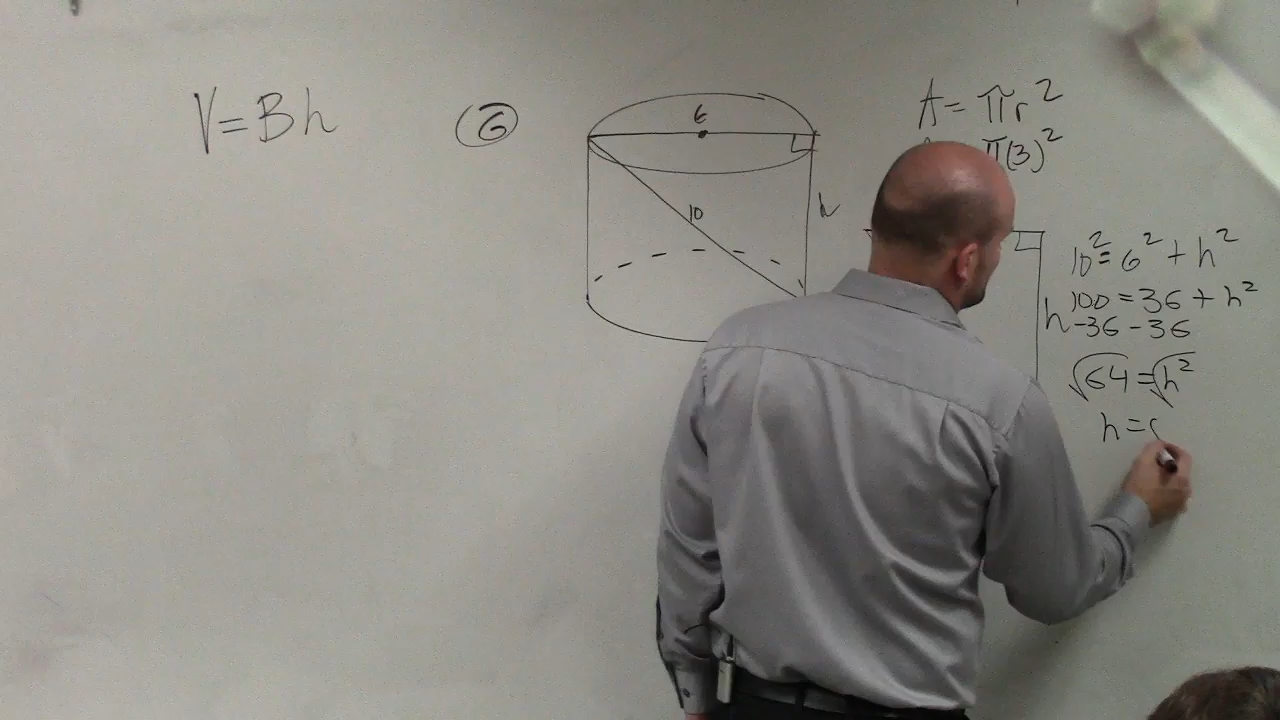 V=Bh
(6)
6
10
h
A = πr²
π(3)²
10² = 6² + h²
100 = 36 + h²
h
-36 -36
√64 = √h²
h =